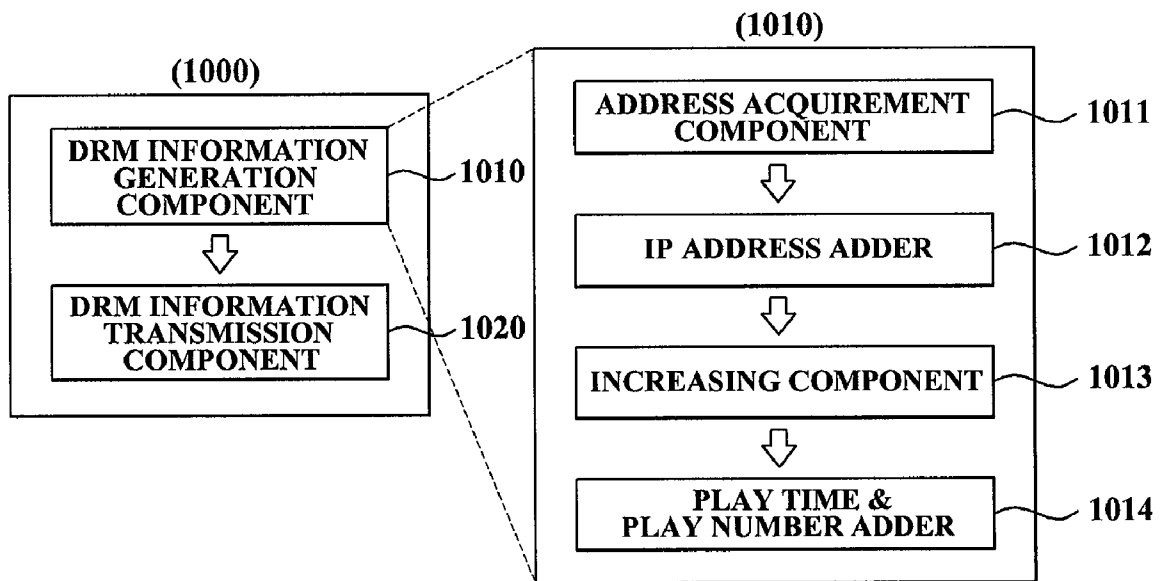 (1000)
DRM INFORMATION
GENERATION
COMPONENT
1010
DRM INFORMATION
TRANSMISSION
COMPONENT
1020
(1010)
ADDRESS ACQUIREMENT
COMPONENT
1011
IP ADDRESS ADDER
1012
INCREASING COMPONENT
1013
PLAY TIME &
PLAY NUMBER ADDER
1014